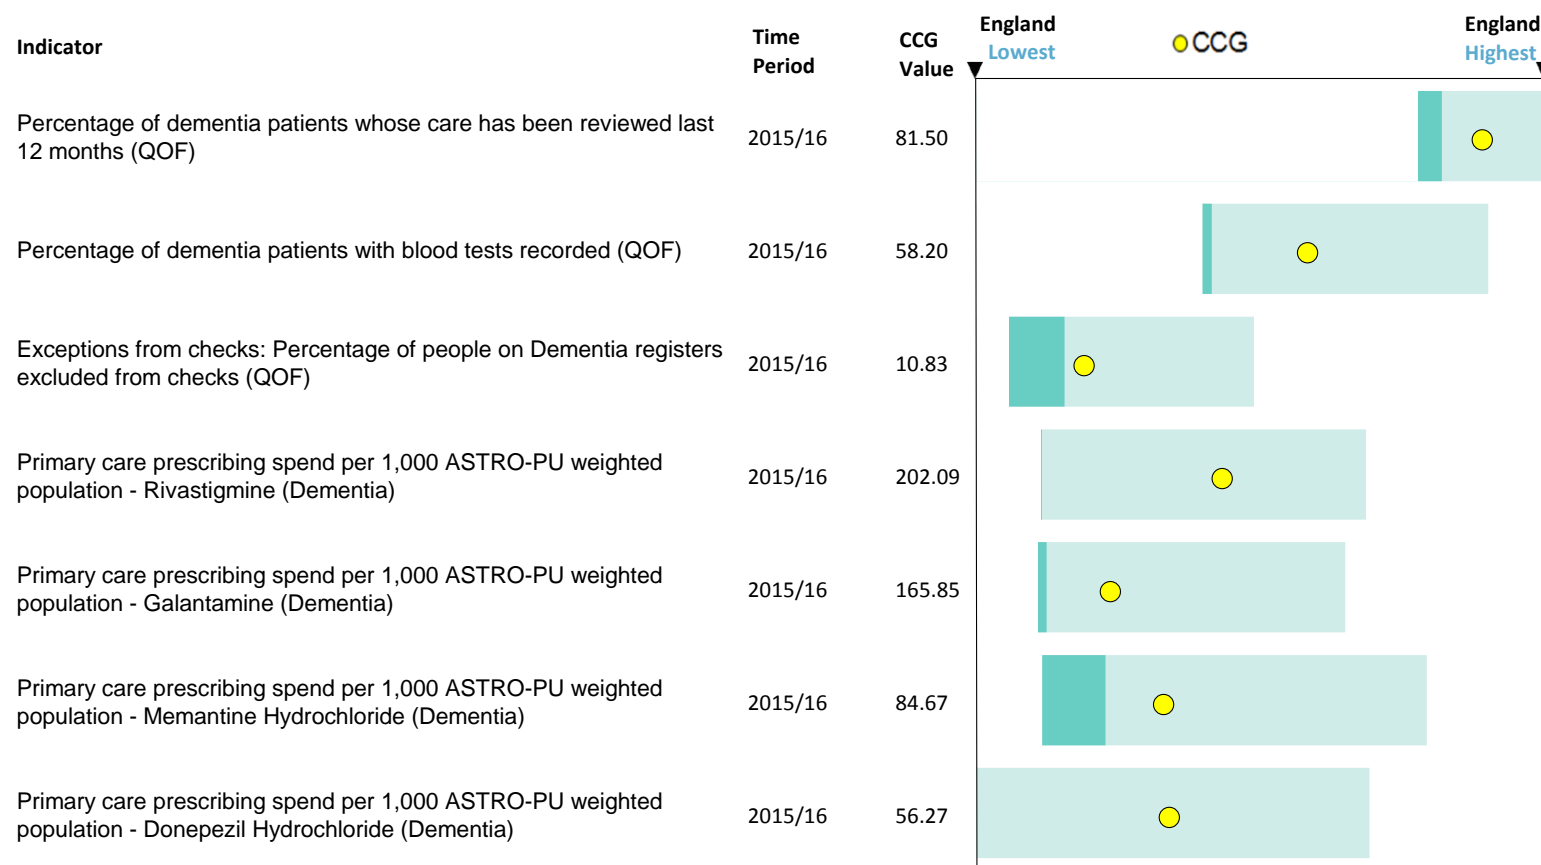 Indicator
Time
Period
CCG
Value
England
Lowest
CCG
England
Highest
Percentage of dementia patients whose care has been reviewed last
12 months (QOF)
2015/16
81.50
Percentage of dementia patients with blood tests recorded (QOF)
2015/16
58.20
Exceptions from checks: Percentage of people on Dementia registers
excluded from checks (QOF)
2015/16
10.83
Primary care prescribing spend per 1,000 ASTRO-PU weighted
population - Rivastigmine (Dementia)
2015/16
202.09
Primary care prescribing spend per 1,000 ASTRO-PU weighted
population - Galantamine (Dementia)
2015/16
165.85
Primary care prescribing spend per 1,000 ASTRO-PU weighted
population - Memantine Hydrochloride (Dementia)
2015/16
84.67
Primary care prescribing spend per 1,000 ASTRO-PU weighted
population - Donepezil Hydrochloride (Dementia)
2015/16
56.27